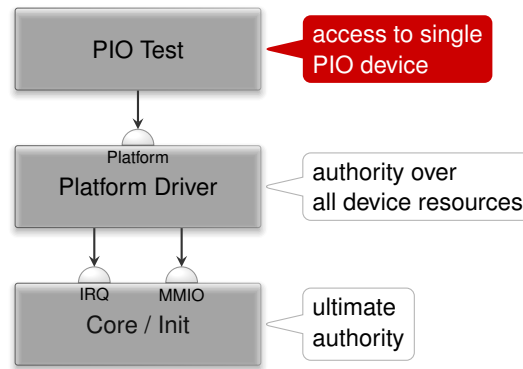 PIO Test
access to single
PIO device
Platform
Platform Driver
authority over
all device resources
IRQ MMIO
Core / Init
ultimate
authority